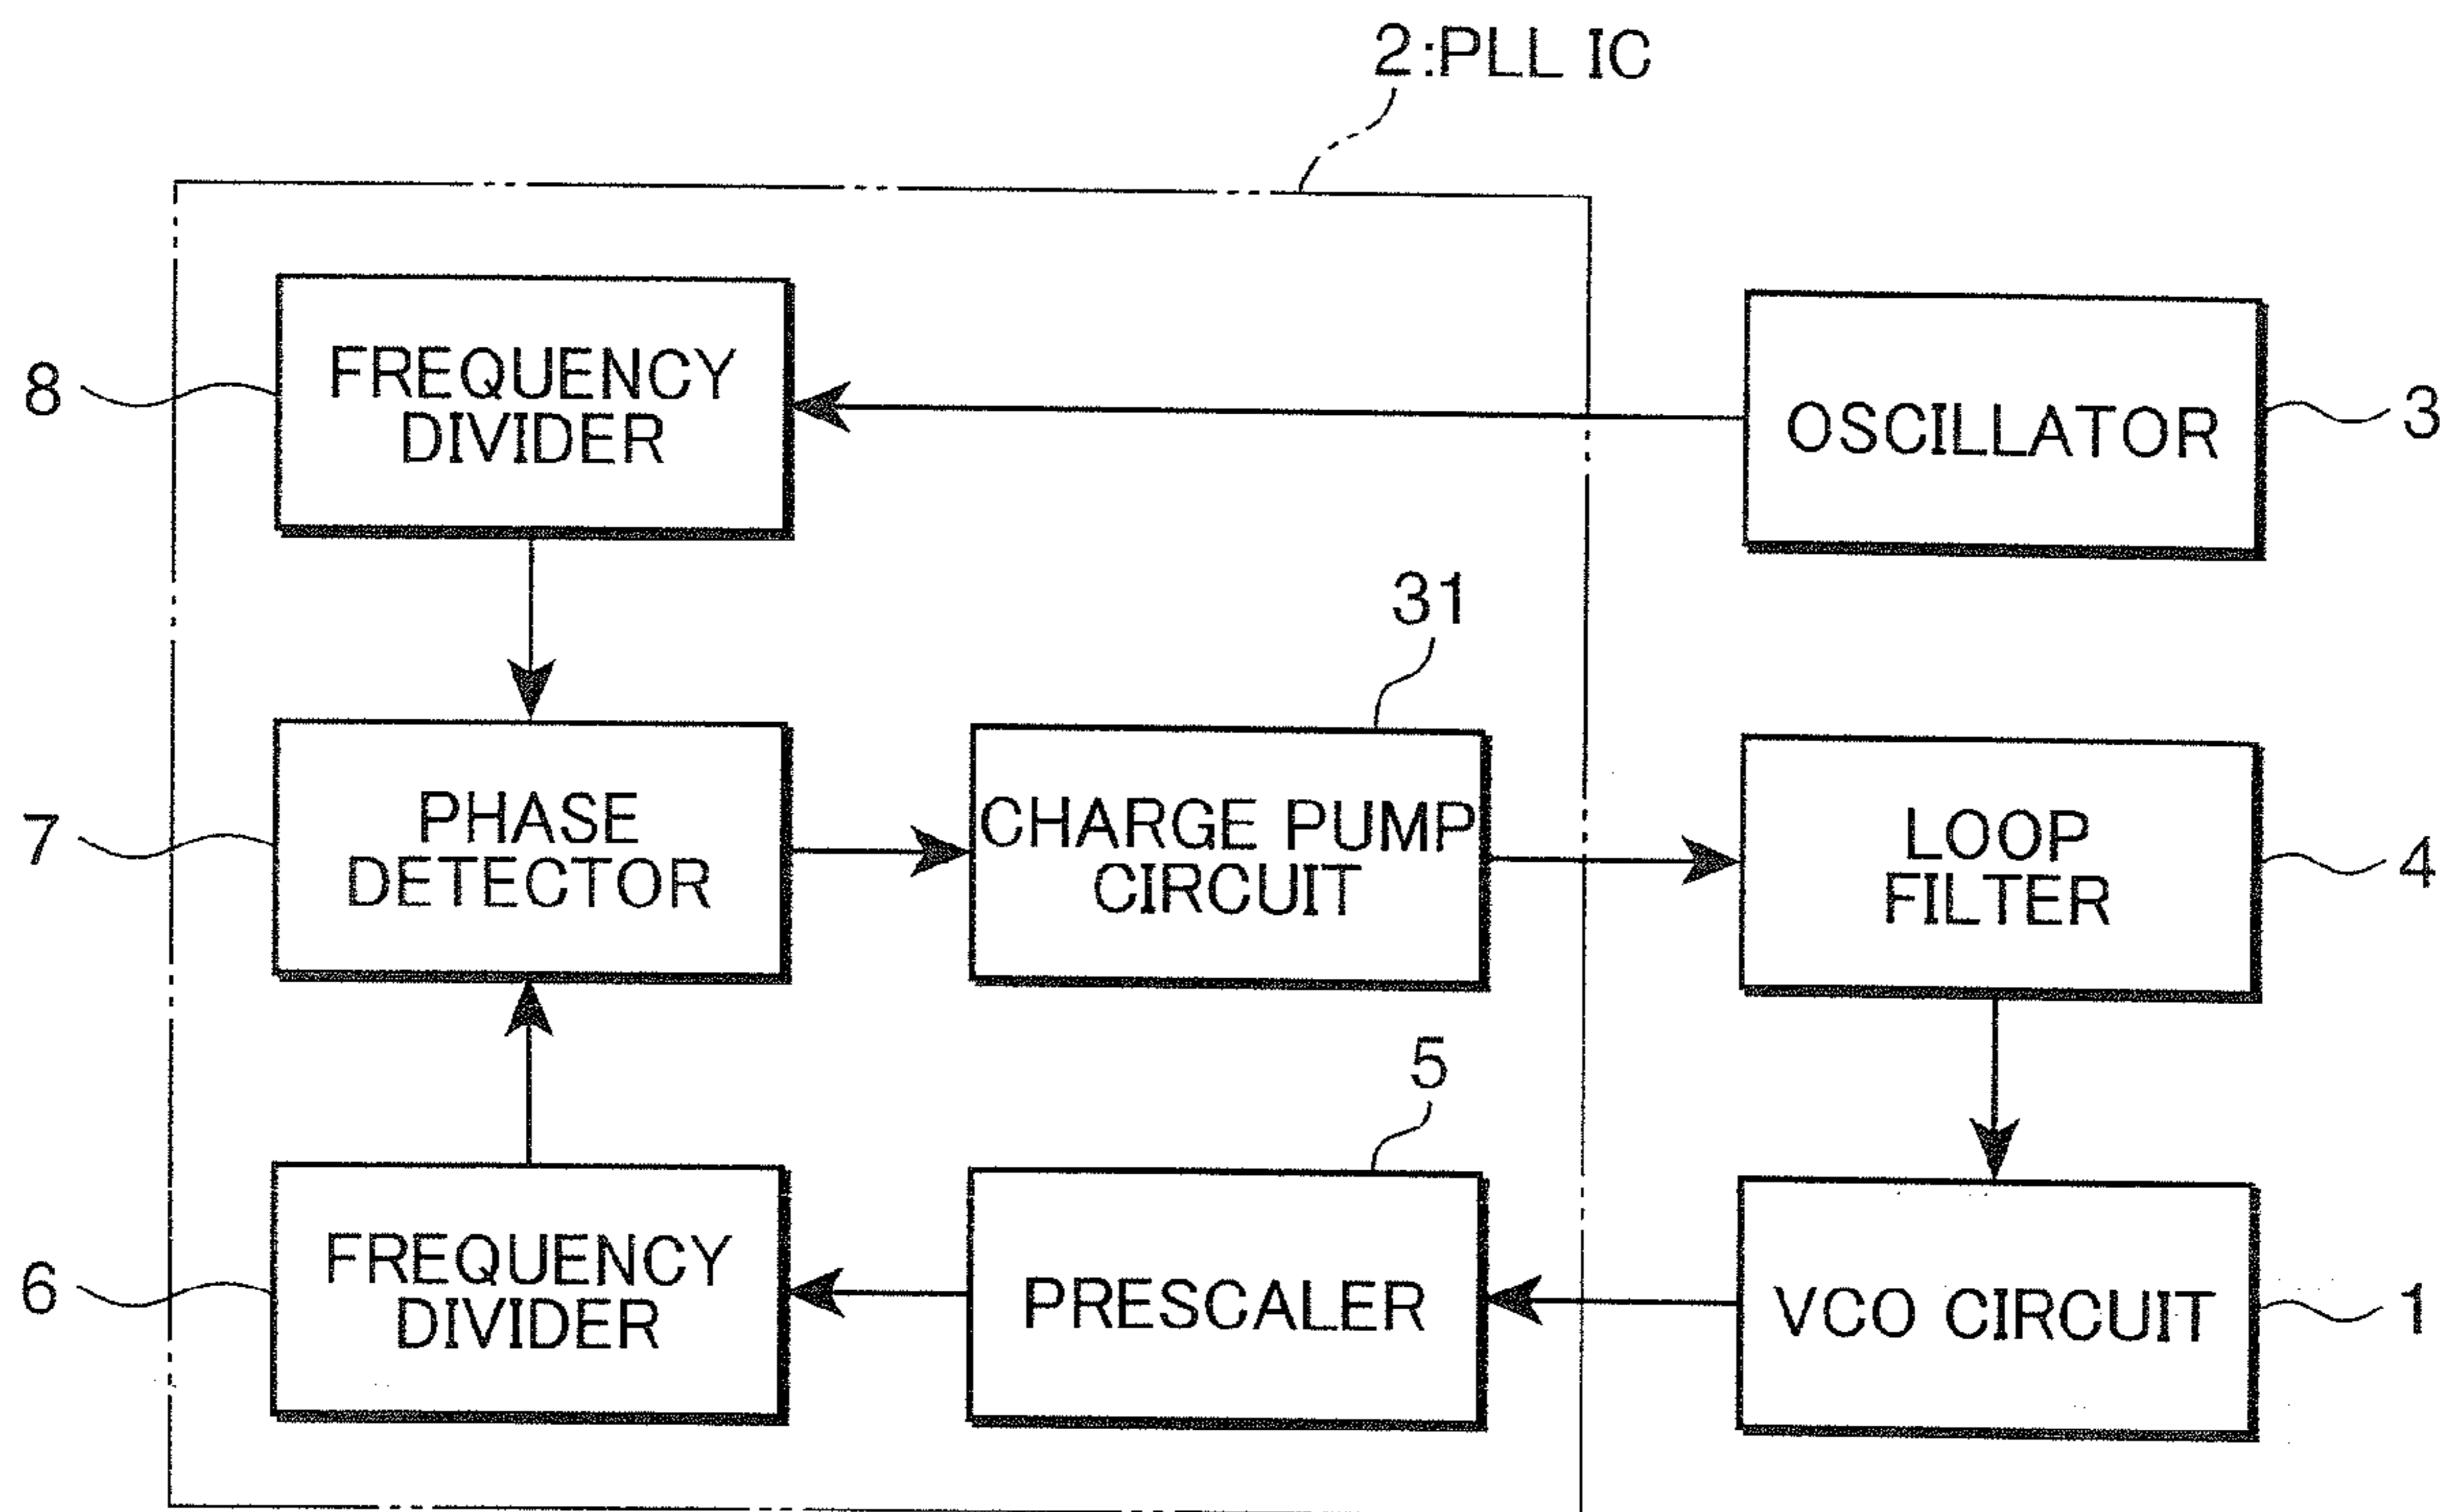 2:PLL IC
8
FREQUENCY
DIVIDER
OSCILLATOR
3
31
7
PHASE
DETECTOR
CHARGE PUMP
CIRCUIT
LOOP
FILTER
4
5
6
FREQUENCY
DIVIDER
PRESCALER
VCO CIRCUIT
1